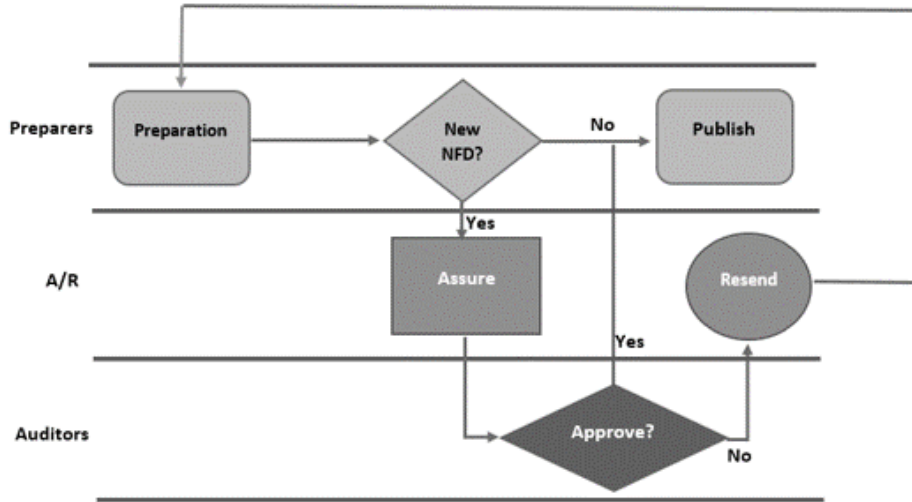 Preparers
Preparation
New
NFD?
No
Publish
Yes
A/R
Assure
Resend
Yes
Auditors
Approve?
No